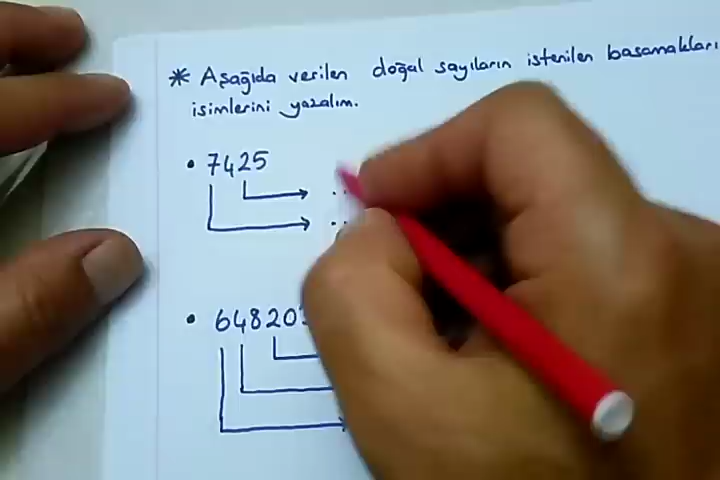 * Aşağıda verilen doğal sayıların istenilen basamakları
isimlerini yazalım.
• 7425
• 64820